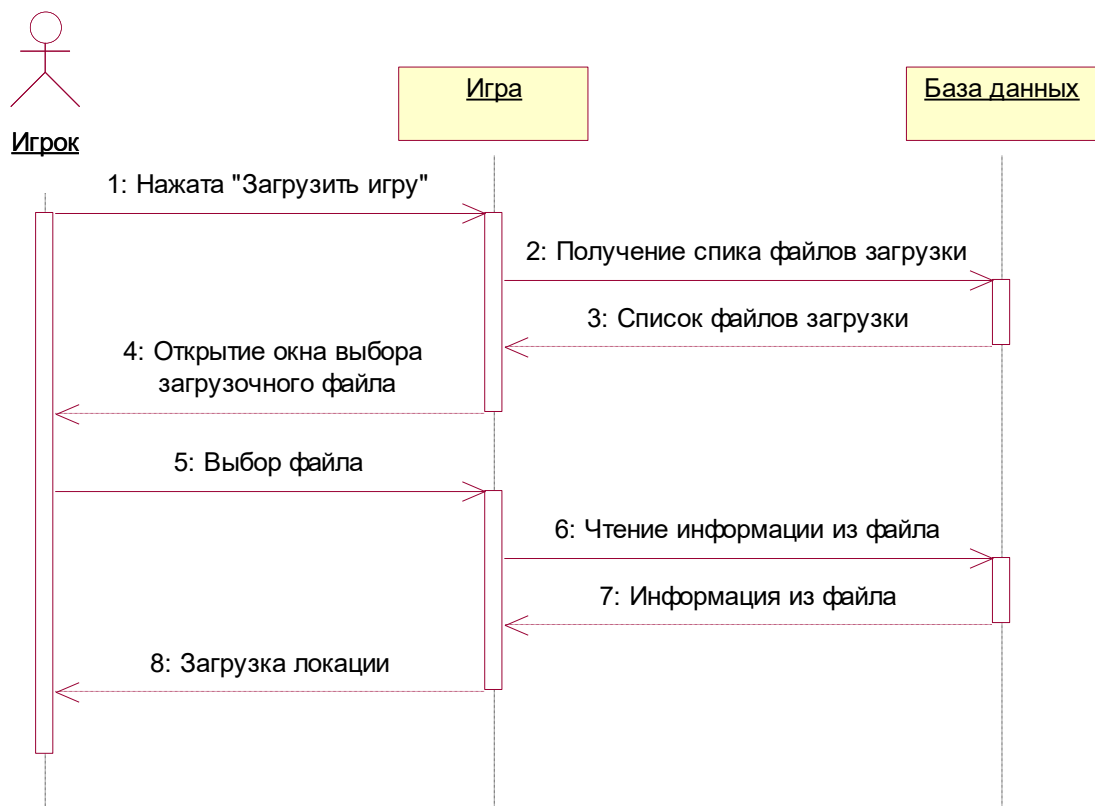 Игрок
Игра
База данных
1: Нажата "Загрузить игру"
2: Получение спика файлов загрузки
3: Список файлов загрузки
4: Открытие окна выбора
загрузочного файла
5: Выбор файла
6: Чтение информации из файла
7: Информация из файла
8: Загрузка локации